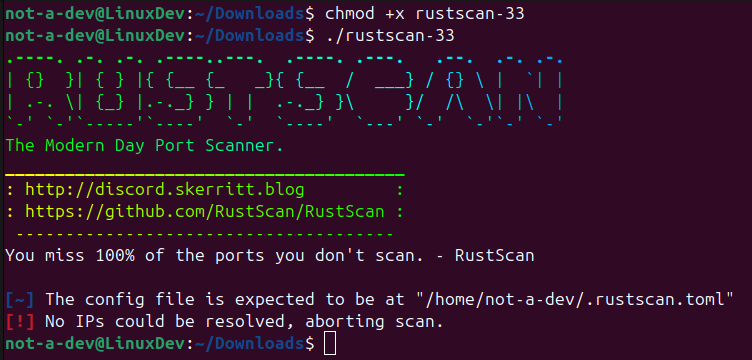 not-a-dev@LinuxDev:~/Downloads$ chmod +x rustscan-33
not-a-dev@LinuxDev:~/Downloads$ ./rustscan-33
.----. .-. .-. .----..---.  .----. .---.   .--.  .-. .-.
| {}  }| { } |{ {__ {_   _}{ {__  /  ___} / {} \ |  `| |
| .-. \| {_} |.-._} } | |  .-._} }\     }/  /\  \| |\  |
`-' `-'`-----'`----'  `-'  `----'  `---' `-'  `-'`-' `-'
The Modern Day Port Scanner.
________________________________________
: http://discord.skerritt.blog         :
: https://github.com/RustScan/RustScan :
 --------------------------------------
You miss 100% of the ports you don't scan. - RustScan
[~] The config file is expected to be at "/home/not-a-dev/.rustscan.toml"
[!] No IPs could be resolved, aborting scan.
not-a-dev@LinuxDev:~/Downloads$